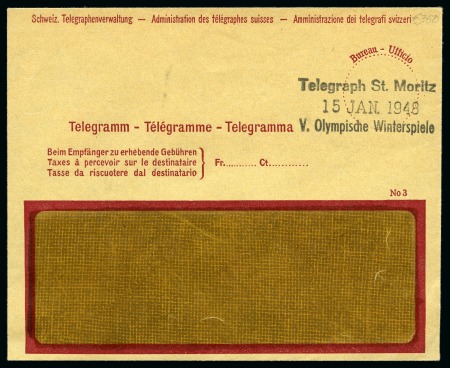 Schweiz. Telegraphenverwaltung — Administration des télégraphes suisses — Amministrazione dei telegrafi svizzeri
Bureau - Ufficio
Telegraph St. Moritz
15 JAN. 1948
V. Olympische Winterspiele
Telegramm - Télégramme - Telegramma
Beim Empfänger zu erhebende Gebühren
Taxes à percevoir sur le destinataire
Tasse da riscuotere dal destinatario
Fr........... Ct.............
No 3